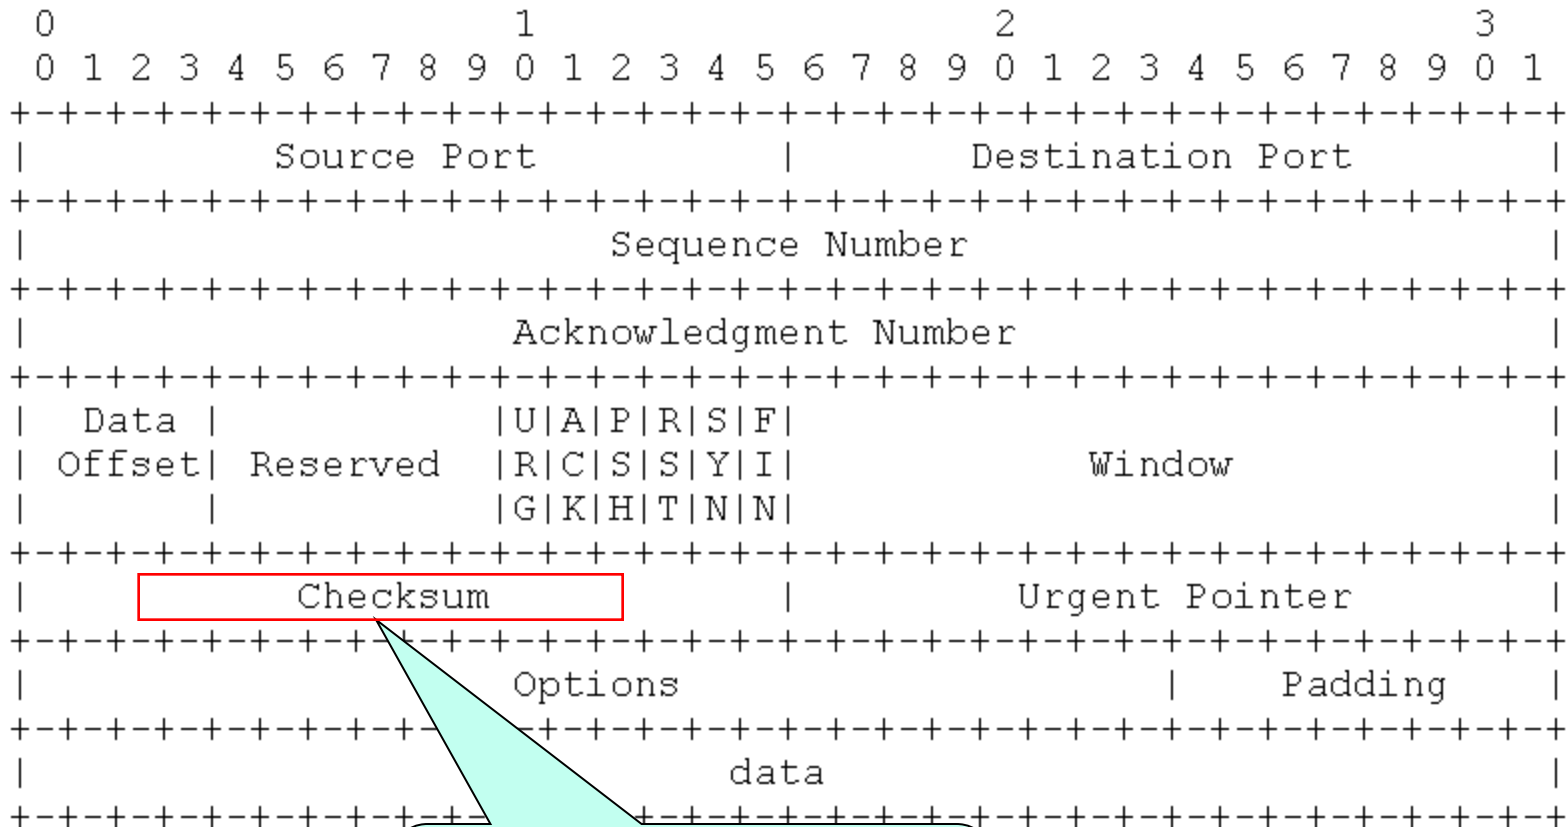 0                   1                   2                   3
 0 1 2 3 4 5 6 7 8 9 0 1 2 3 4 5 6 7 8 9 0 1 2 3 4 5 6 7 8 9 0 1
+-+-+-+-+-+-+-+-+-+-+-+-+-+-+-+-+-+-+-+-+-+-+-+-+-+-+-+-+-+-+-+-+
|          Source Port          |       Destination Port        |
+-+-+-+-+-+-+-+-+-+-+-+-+-+-+-+-+-+-+-+-+-+-+-+-+-+-+-+-+-+-+-+-+
|                        Sequence Number                        |
+-+-+-+-+-+-+-+-+-+-+-+-+-+-+-+-+-+-+-+-+-+-+-+-+-+-+-+-+-+-+-+-+
|                    Acknowledgment Number                      |
+-+-+-+-+-+-+-+-+-+-+-+-+-+-+-+-+-+-+-+-+-+-+-+-+-+-+-+-+-+-+-+-+
|  Data |           |U|A|P|R|S|F|                               |
| Offset| Reserved  |R|C|S|S|Y|I|            Window             |
|       |           |G|K|H|T|N|N|                               |
+-+-+-+-+-+-+-+-+-+-+-+-+-+-+-+-+-+-+-+-+-+-+-+-+-+-+-+-+-+-+-+-+
|           Checksum            |         Urgent Pointer        |
+-+-+-+-+-+-+-+-+-+-+-+-+-+-+-+-+-+-+-+-+-+-+-+-+-+-+-+-+-+-+-+-+
|                    Options                    |    Padding    |
+-+-+-+-+-+-+-+-+-+-+-+-+-+-+-+-+-+-+-+-+-+-+-+-+-+-+-+-+-+-+-+-+
|                             data                              |
+-+-+-+-+-+-+-+-+-+-+-+-+-+-+-+-+-+-+-+-+-+-+-+-+-+-+-+-+-+-+-+-+